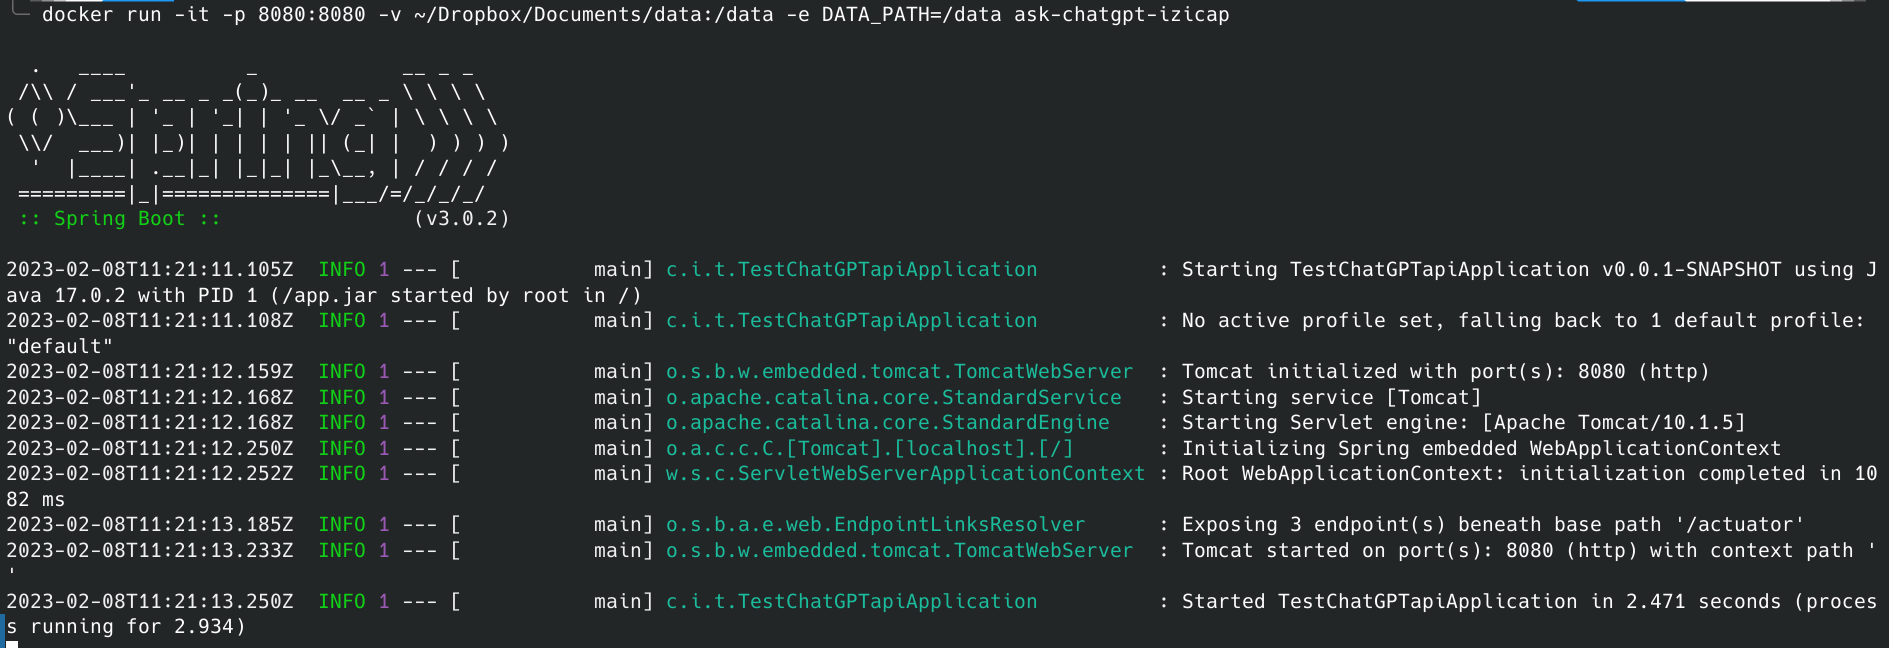 docker run -it -p 8080:8080 -v ~/Dropbox/Documents/data:/data -e DATA_PATH=/data ask-chatgpt-izicap
  .   ____          _            __ _ _
 /\\ / ___'_ __ _ _(_)_ __  __ _ \ \ \ \
( ( )\___ | '_ | '_| | '_ \/ _` | \ \ \ \
 \\/  ___)| |_)| | | | | || (_| |  ) ) ) )
  '  |____| .__|_| |_|_| |_\__, | / / / /
 =========|_|==============|___/=/_/_/_/
 :: Spring Boot ::                (v3.0.2)
2023-02-08T11:21:11.105Z  INFO 1 --- [           main] c.i.t.TestChatGPTapiApplication          : Starting TestChatGPTapiApplication v0.0.1-SNAPSHOT using J
ava 17.0.2 with PID 1 (/app.jar started by root in /)
2023-02-08T11:21:11.108Z  INFO 1 --- [           main] c.i.t.TestChatGPTapiApplication          : No active profile set, falling back to 1 default profile:
"default"
2023-02-08T11:21:12.159Z  INFO 1 --- [           main] o.s.b.w.embedded.tomcat.TomcatWebServer  : Tomcat initialized with port(s): 8080 (http)
2023-02-08T11:21:12.168Z  INFO 1 --- [           main] o.apache.catalina.core.StandardService   : Starting service [Tomcat]
2023-02-08T11:21:12.168Z  INFO 1 --- [           main] o.apache.catalina.core.StandardEngine    : Starting Servlet engine: [Apache Tomcat/10.1.5]
2023-02-08T11:21:12.250Z  INFO 1 --- [           main] o.a.c.c.C.[Tomcat].[localhost].[/]       : Initializing Spring embedded WebApplicationContext
2023-02-08T11:21:12.252Z  INFO 1 --- [           main] w.s.c.ServletWebServerApplicationContext : Root WebApplicationContext: initialization completed in 10
82 ms
2023-02-08T11:21:13.185Z  INFO 1 --- [           main] o.s.b.a.e.web.EndpointLinksResolver      : Exposing 3 endpoint(s) beneath base path '/actuator'
2023-02-08T11:21:13.233Z  INFO 1 --- [           main] o.s.b.w.embedded.tomcat.TomcatWebServer  : Tomcat started on port(s): 8080 (http) with context path '
'
2023-02-08T11:21:13.250Z  INFO 1 --- [           main] c.i.t.TestChatGPTapiApplication          : Started TestChatGPTapiApplication in 2.471 seconds (proces
s running for 2.934)